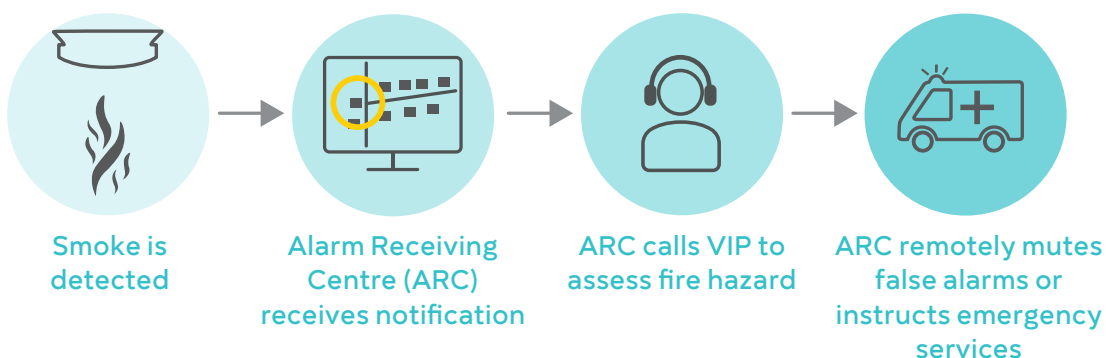 Smoke is
detected
Alarm Receiving
Centre (ARC)
receives notification
ARC calls VIP to
assess fire hazard
ARC remotely mutes
false alarms or
instructs emergency
services